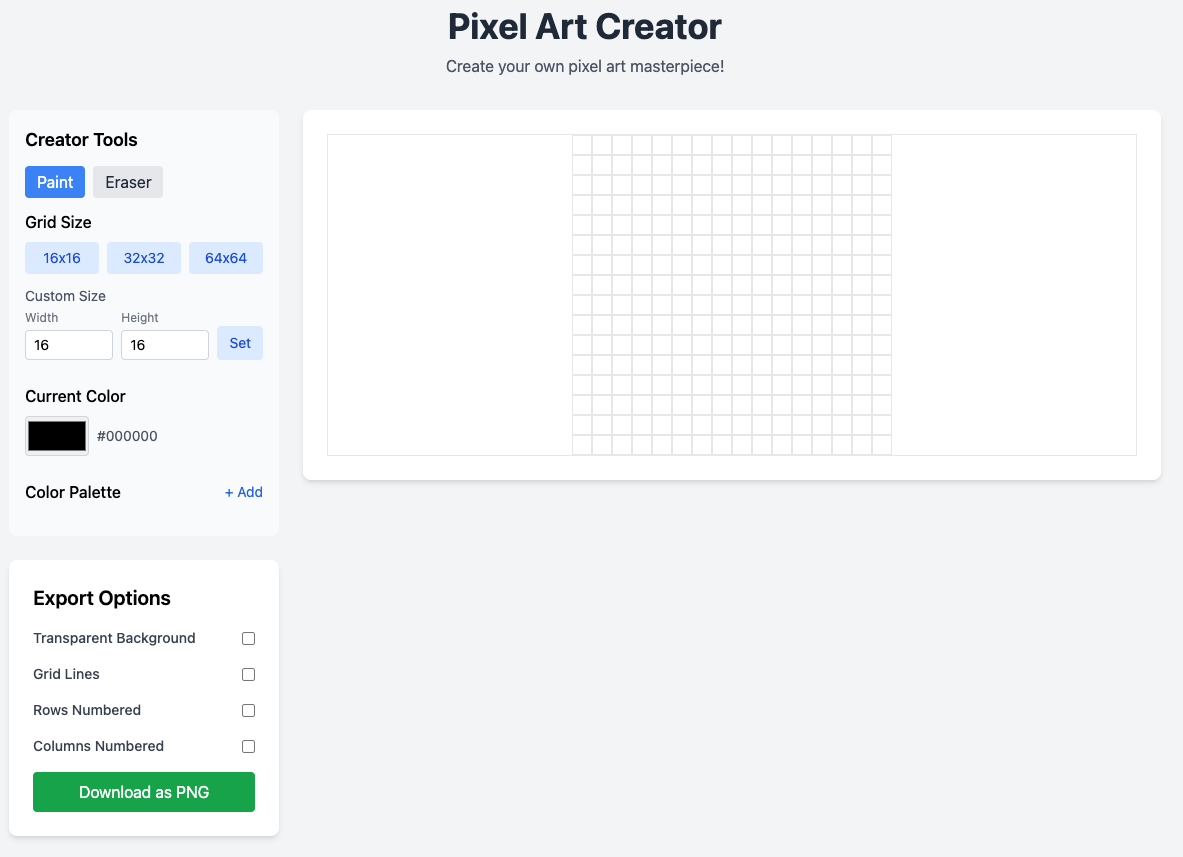 Pixel Art Creator
Create your own pixel art masterpiece!
Creator Tools
Paint Eraser
Grid Size
16x16 32x32 64x64
Custom Size
Width Height
16 16 Set
Current Color
#000000
Color Palette + Add
Export Options
Transparent Background
Grid Lines
Rows Numbered
Columns Numbered
Download as PNG